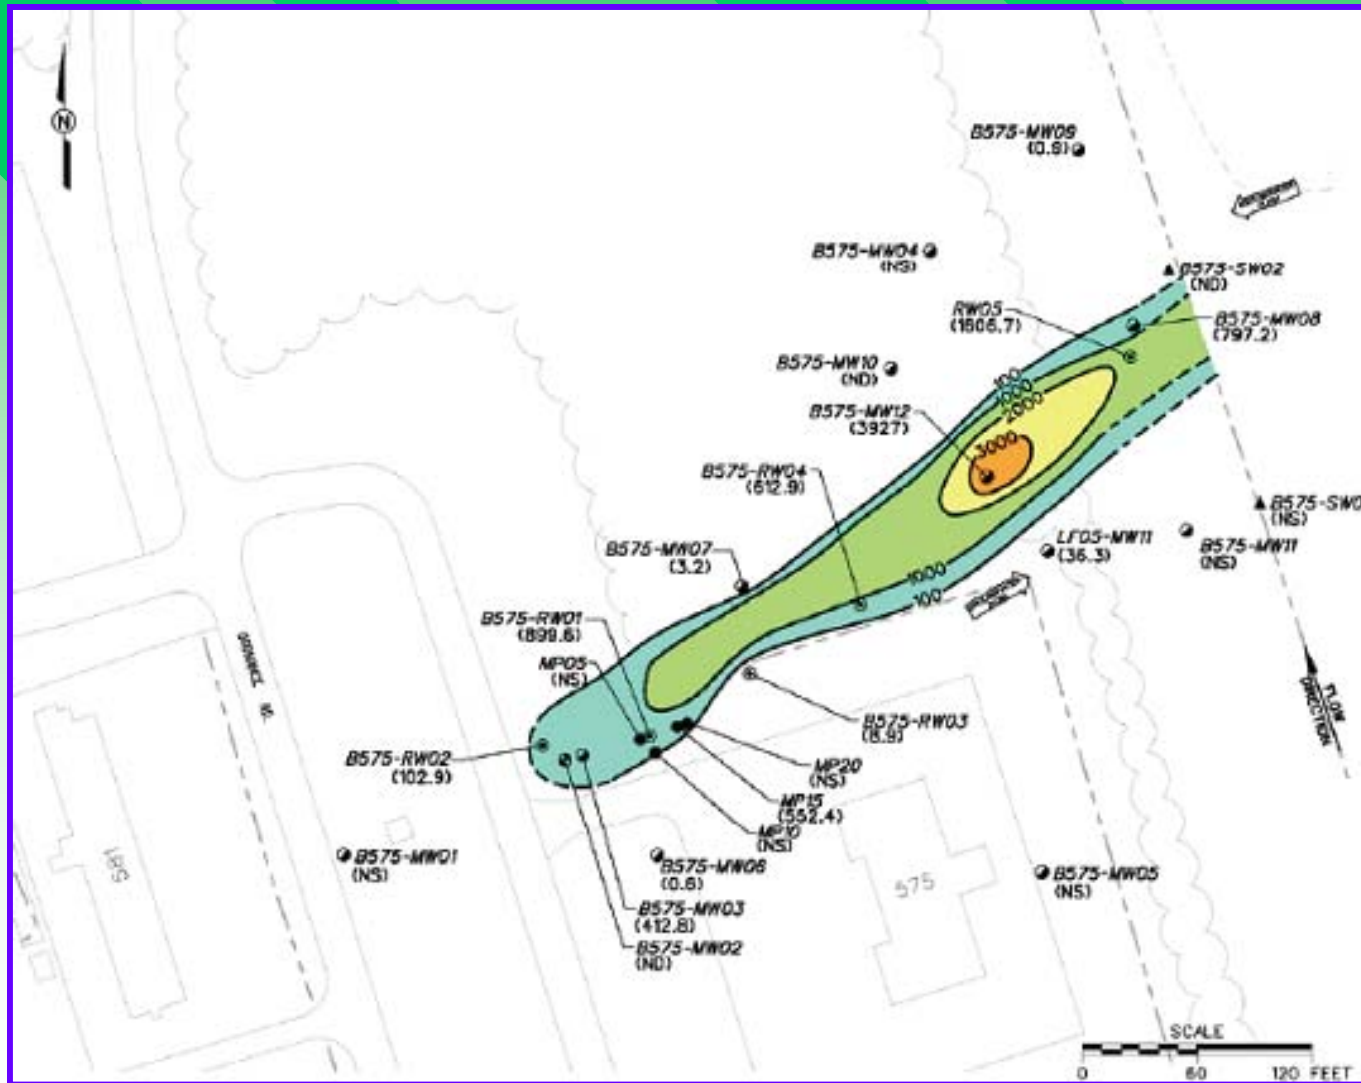 N
B575-MW09
(0.8)
B575-MW04
(NS)
B575-SW02
(ND)
RW05
(1606.7)
B575-MW08
(797.2)
B575-MW10
(ND)
100
1000
2000
B575-MW12
(3927)
3000
B575-RW04
(612.9)
B575-SW0
(NS)
LF05-MW11
(36.3)
B575-MW11
(NS)
B575-MW07
(3.2)
1000
100
B575-RW01
(899.6)
MP05
(NS)
FLOW
DIRECTION
B575-RW03
(8.9)
B575-RW02
(102.9)
MP20
(NS)
MP15
(552.4)
MP10
(NS)
B575-MW01
(NS)
B575-MW06
(0.6)
B575-MW05
(NS)
581
575
B575-MW03
(412.8)
B575-MW02
(ND)
SCALE
0 60 120 FEET